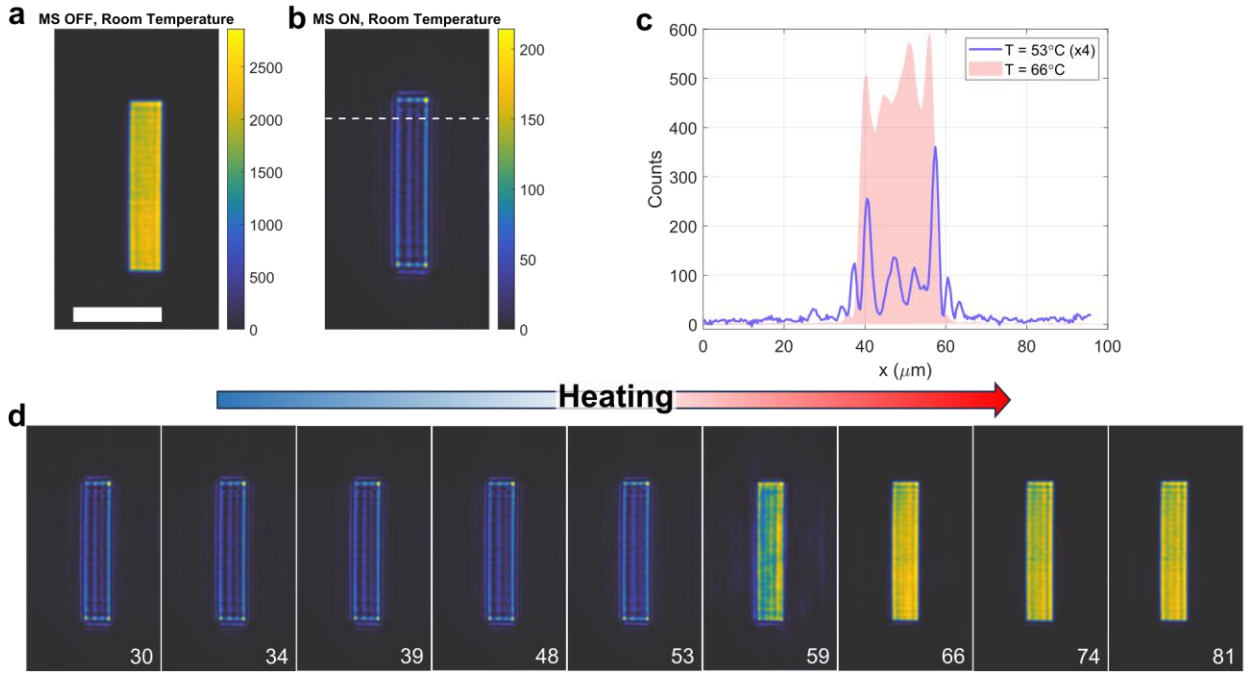 a
MS OFF, Room Temperature
2500
2000
1500
1000
500
0
b
MS ON, Room Temperature
200
150
100
50
0
c
600
500
400
300
200
100
0
Counts
T = 53°C (x4)
T = 66°C
0 20 40 60 80 100
x (μm)
Heating
d
30 34 39 48 53 59 66 74 81